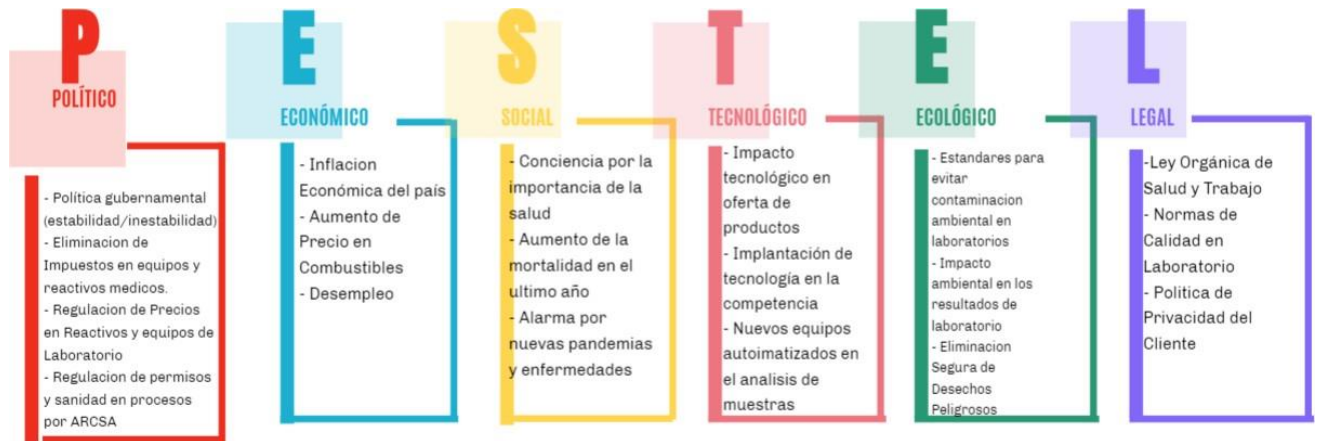 P
POLÍTICO
- Política gubernamental
(estabilidad/inestabilidad)
- Eliminacion de
Impuestos en equipos y
reactivos medicos.
- Regulacion de Precios
en Reactivos y equipos de
Laboratorio
- Regulacion de permisos
y sanidad en procesos
por ARCSA
E
ECONÓMICO
- Inflacion
Económica del país
- Aumento de
Precio en
Combustibles
- Desempleo
S
SOCIAL
- Conciencia por la
importancia de la
salud
- Aumento de la
mortalidad en el
ultimo año
- Alarma por
nuevas pandemias
y enfermedades
T
TECNOLÓGICO
- Impacto
tecnológico en
oferta de
productos
- Implantación de
tecnología en la
competencia
- Nuevos equipos
autoimatizados en
el analisis de
muestras
E
ECOLÓGICO
- Estandares para
evitar
contaminacion
ambiental en
laboratorios
- Impacto
ambiental en los
resultados de
laboratorio
- Eliminacion
Segura de
Desechos
Peligrosos
L
LEGAL
-Ley Orgánica de
Salud y Trabajo
- Normas de
Calidad en
Laboratorio
- Politica de
Privacidad del
Cliente